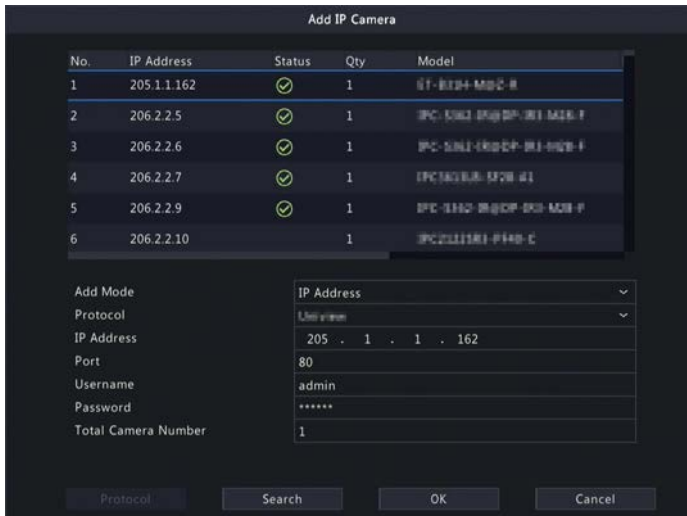 Add IP Camera
No. IP Address Status Qty Model
1 205.1.1.162 1
2 206.2.2.5 1
3 206.2.2.6 1
4 206.2.2.7 1
5 206.2.2.9 1
6 206.2.2.10 1
Add Mode IP Address
Protocol
IP Address 205 . 1 . 1 . 162
Port 80
Username admin
Password ******
Total Camera Number 1
Protocol Search OK Cancel